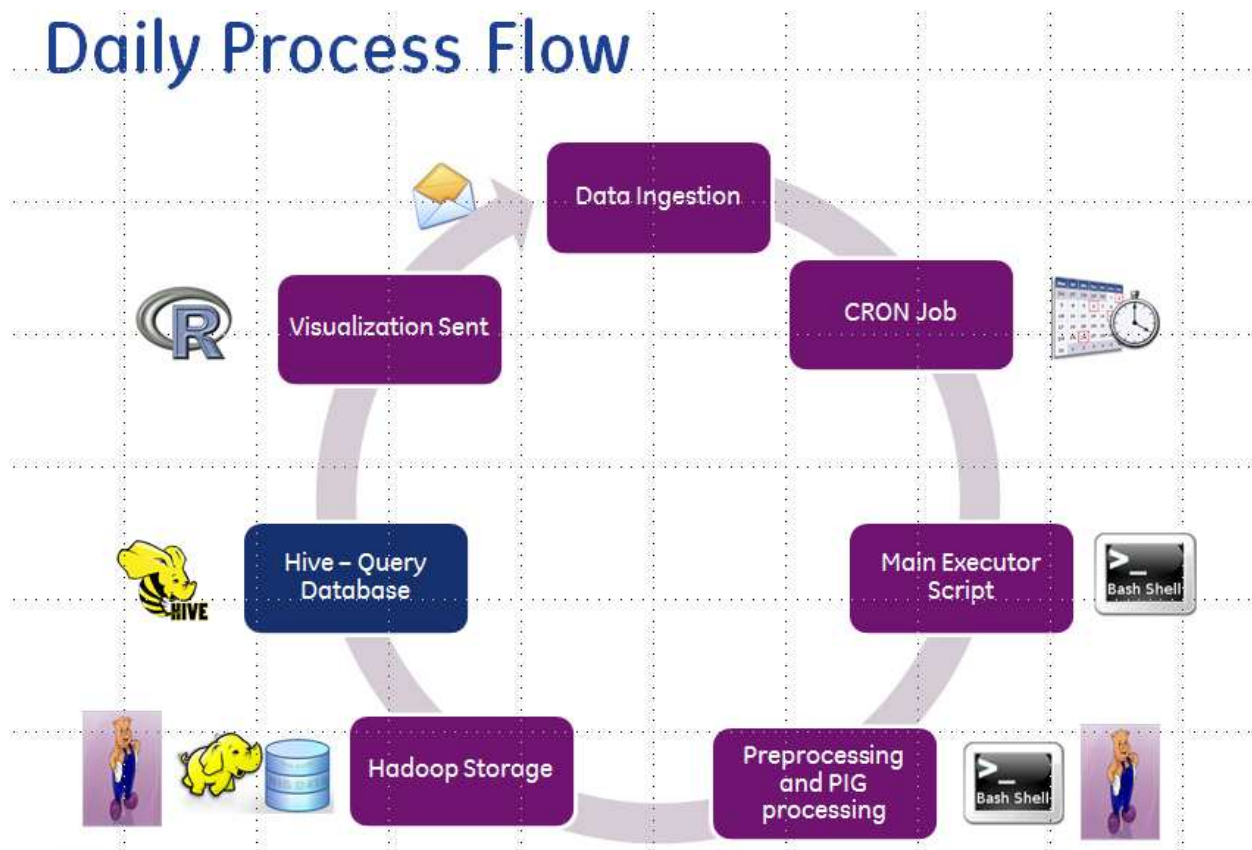 Daily Process Flow
Data Ingestion
CRON Job
Main Executor
Script
>_
Bash Shell
Preprocessing
and PIG
processing
>_
Bash Shell
Hadoop Storage
Hive – Query
Database
HIVE
Visualization Sent
R